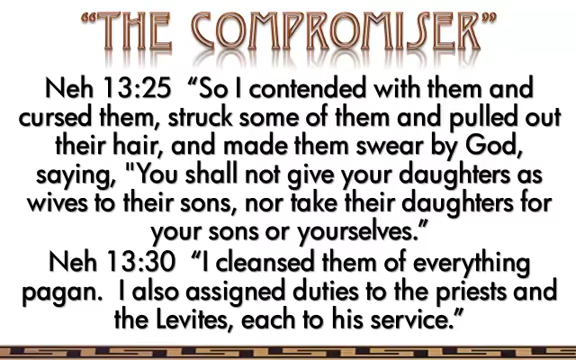 “THE COMPROMISER”
Neh 13:25 “So I contended with them and
cursed them, struck some of them and pulled out
their hair, and made them swear by God,
saying, "You shall not give your daughters as
wives to their sons, nor take their daughters for
your sons or yourselves.”
Neh 13:30 “I cleansed them of everything
pagan. I also assigned duties to the priests and
the Levites, each to his service.”